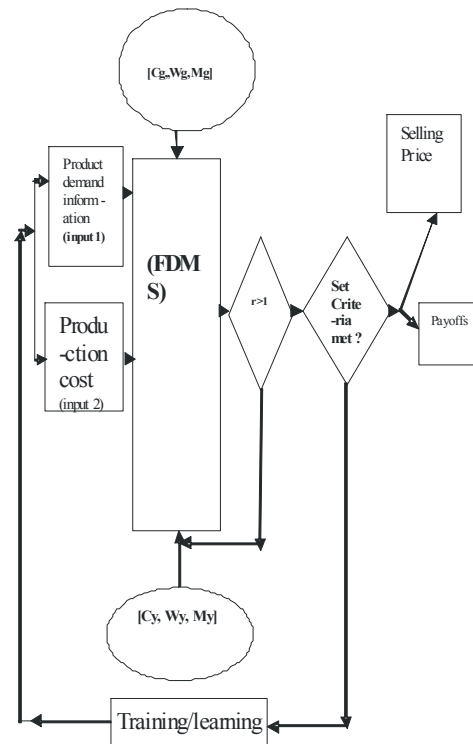 [Cg,,Wg,Mg]
Selling
Price
Product
demand
inform -
ation
(input 1)
(FDM
S)
r>1
Set
Crite
-ria
met ?
Produ
-ction
cost
(input 2)
Payoffs
[Cy, Wy, My]
Training/learning